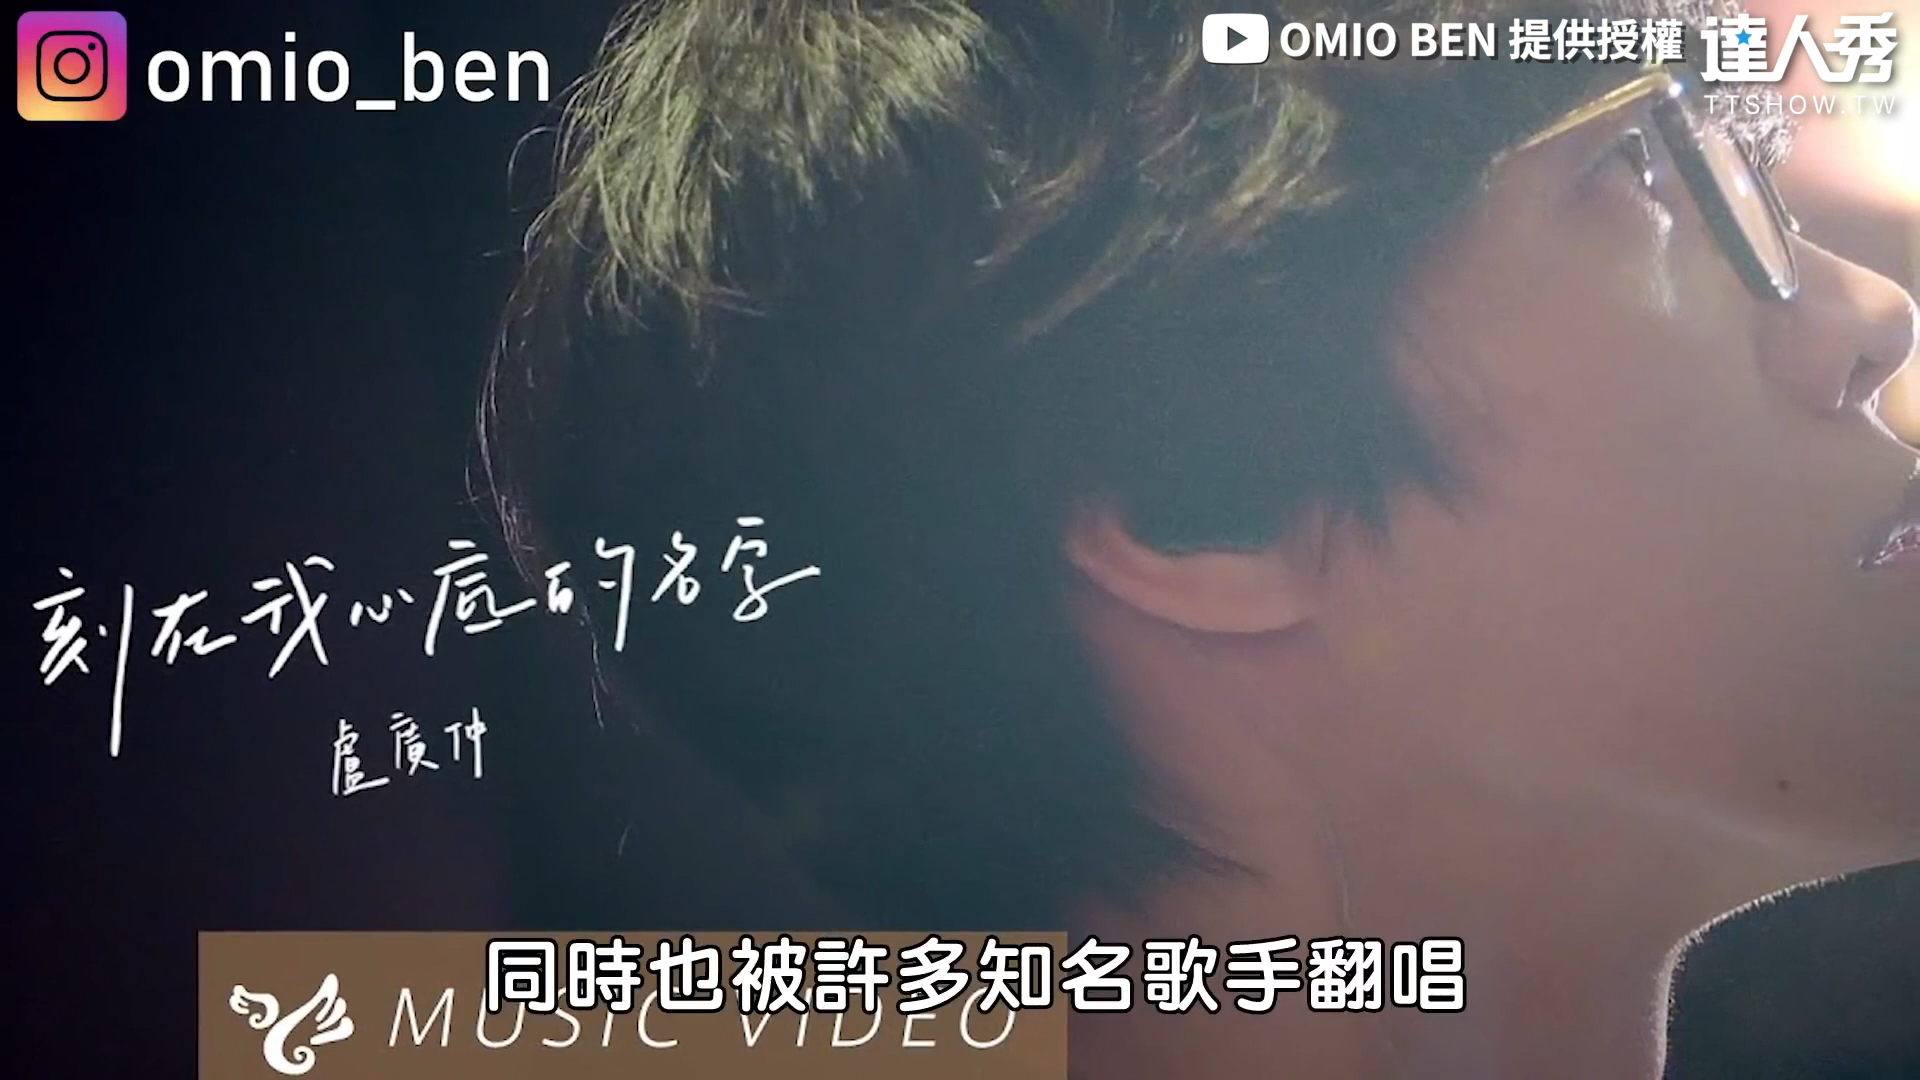 omio_ben
OMIO BEN 提供授權
達人秀
TTSHOW.TW
刻在我心底的名字
盧廣仲
MUSIC VIDEO
同時也被許多知名歌手翻唱